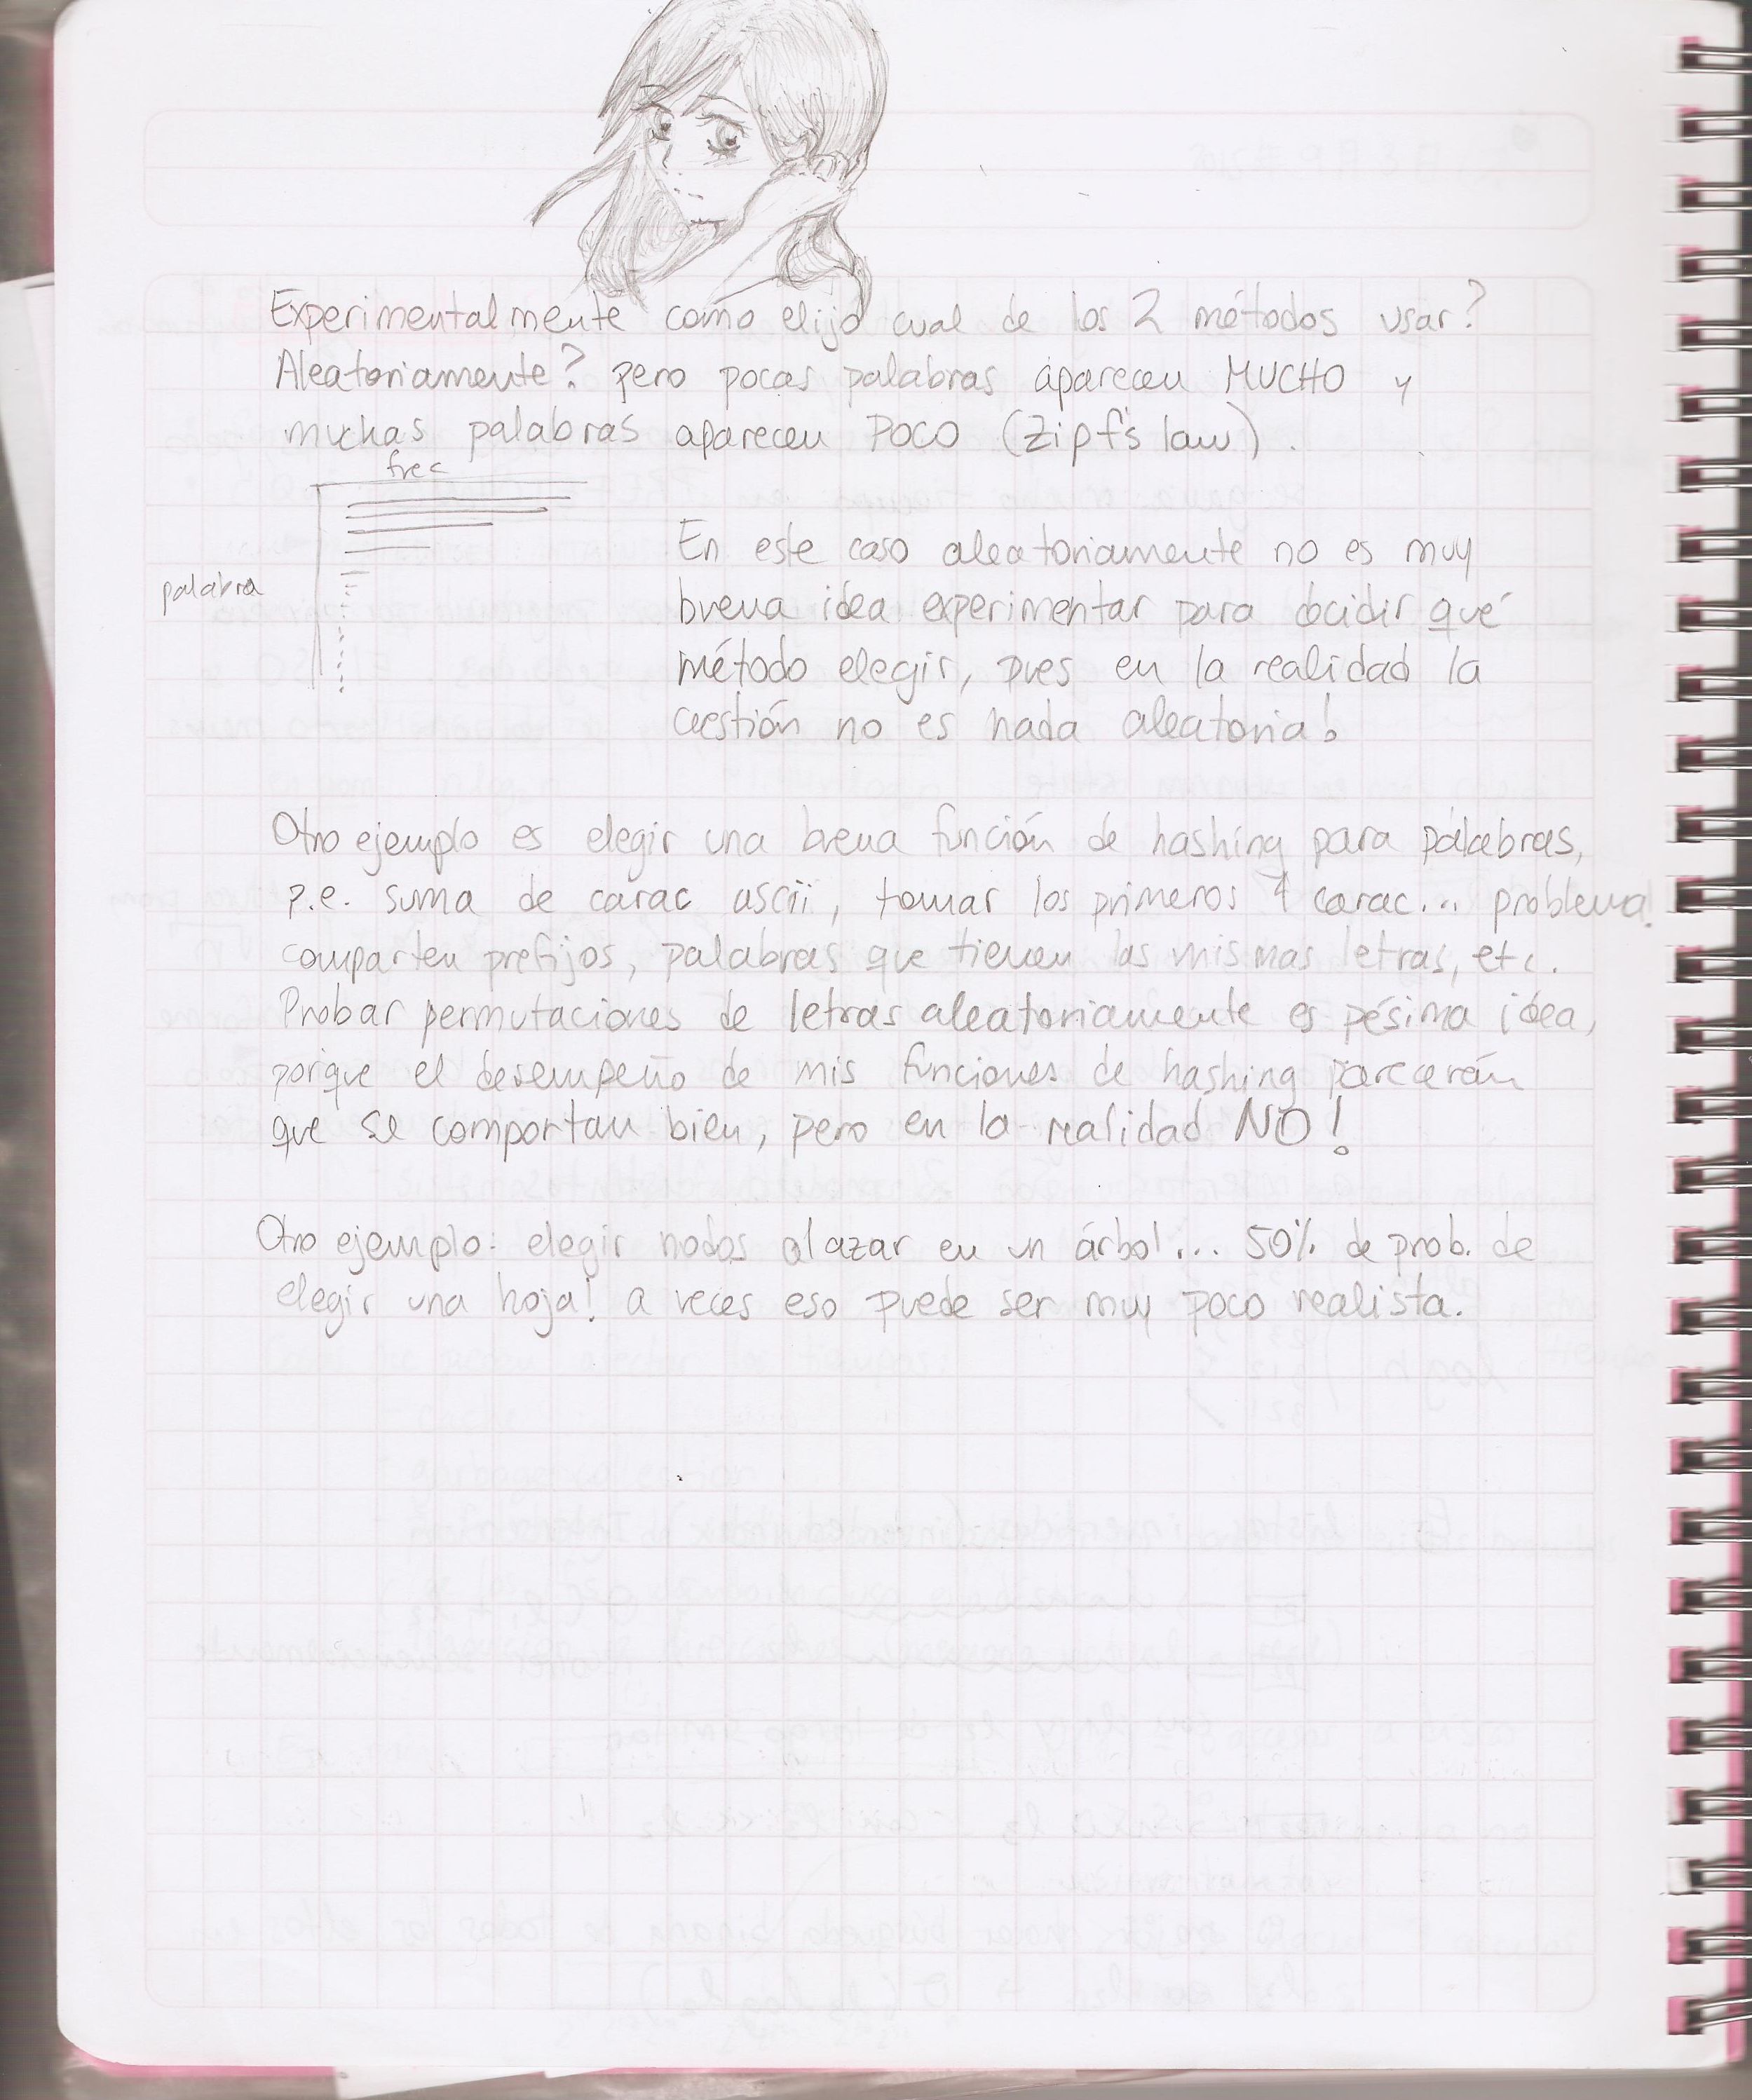 Experimentalmente como elijo cual de los 2 métodos usar?
Aleatoriamente? pero pocas palabras aparecen MUCHO y
muchas palabras aparecen POCO (Zipf's law).
frec
palabra
En este caso aleatoriamente no es muy
buena idea experimentar para decidir qué
método elegir, pues en la realidad la
cuestión no es nada aleatoria!
Otro ejemplo es elegir una buena función de hashing para palabras,
p.e. suma de carac ascii, tomar los primeros 4 carac... problema!
comparten prefijos, palabras que tienen las mismas letras, etc.
Probar permutaciones de letras aleatoriamente es pésima idea,
porque el desempeño de mis funciones de hashing parecerán
que se comportan bien, pero en la realidad NO!
Otro ejemplo: elegir nodos al azar en un árbol... 50% de prob. de
elegir una hoja! a veces eso puede ser muy poco realista.